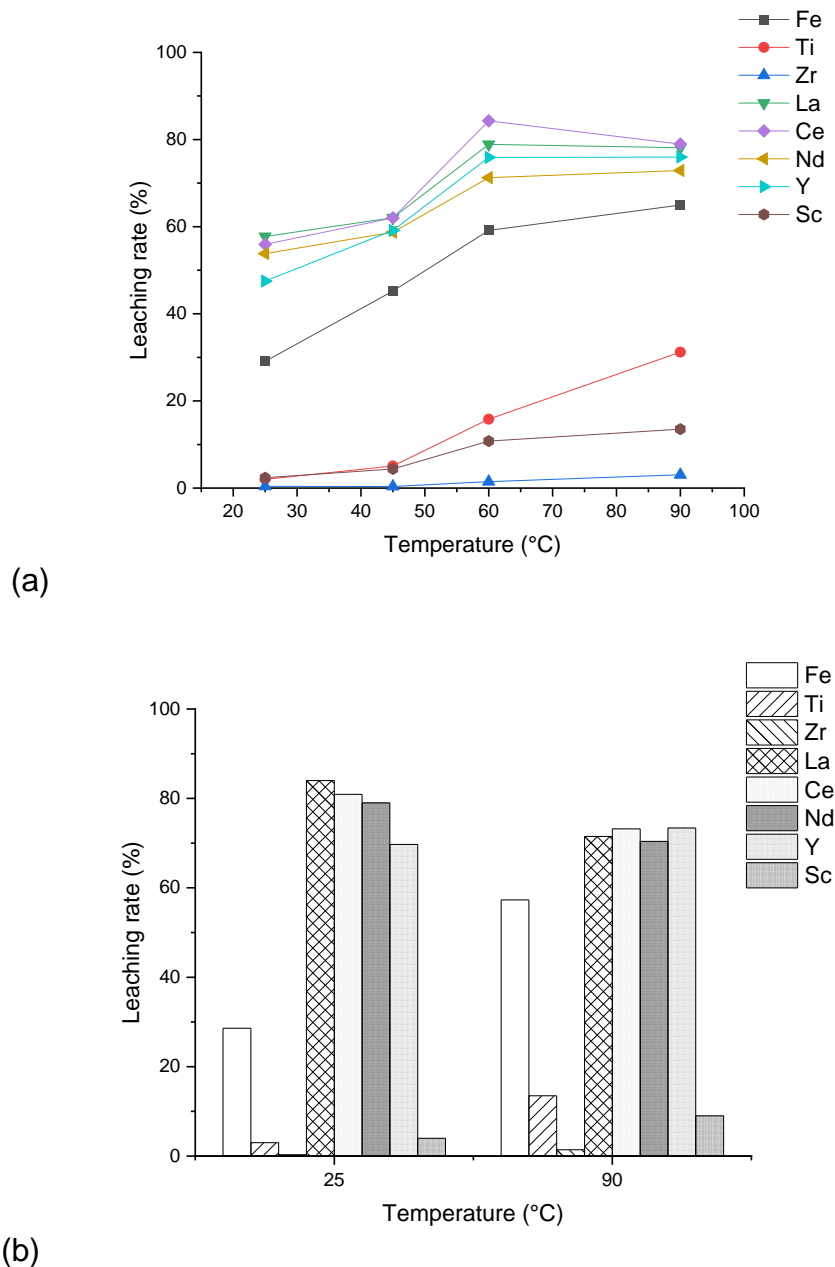 Fe
Ti
Zr
La
Ce
Nd
Y
Sc
100
80
60
40
20
0
Leaching rate (%)
20 30 40 50 60 70 80 90 100
Temperature (°C)
(a)
Fe
Ti
Zr
La
Ce
Nd
Y
Sc
100
80
60
40
20
0
Leaching rate (%)
25 90
Temperature (°C)
(b)